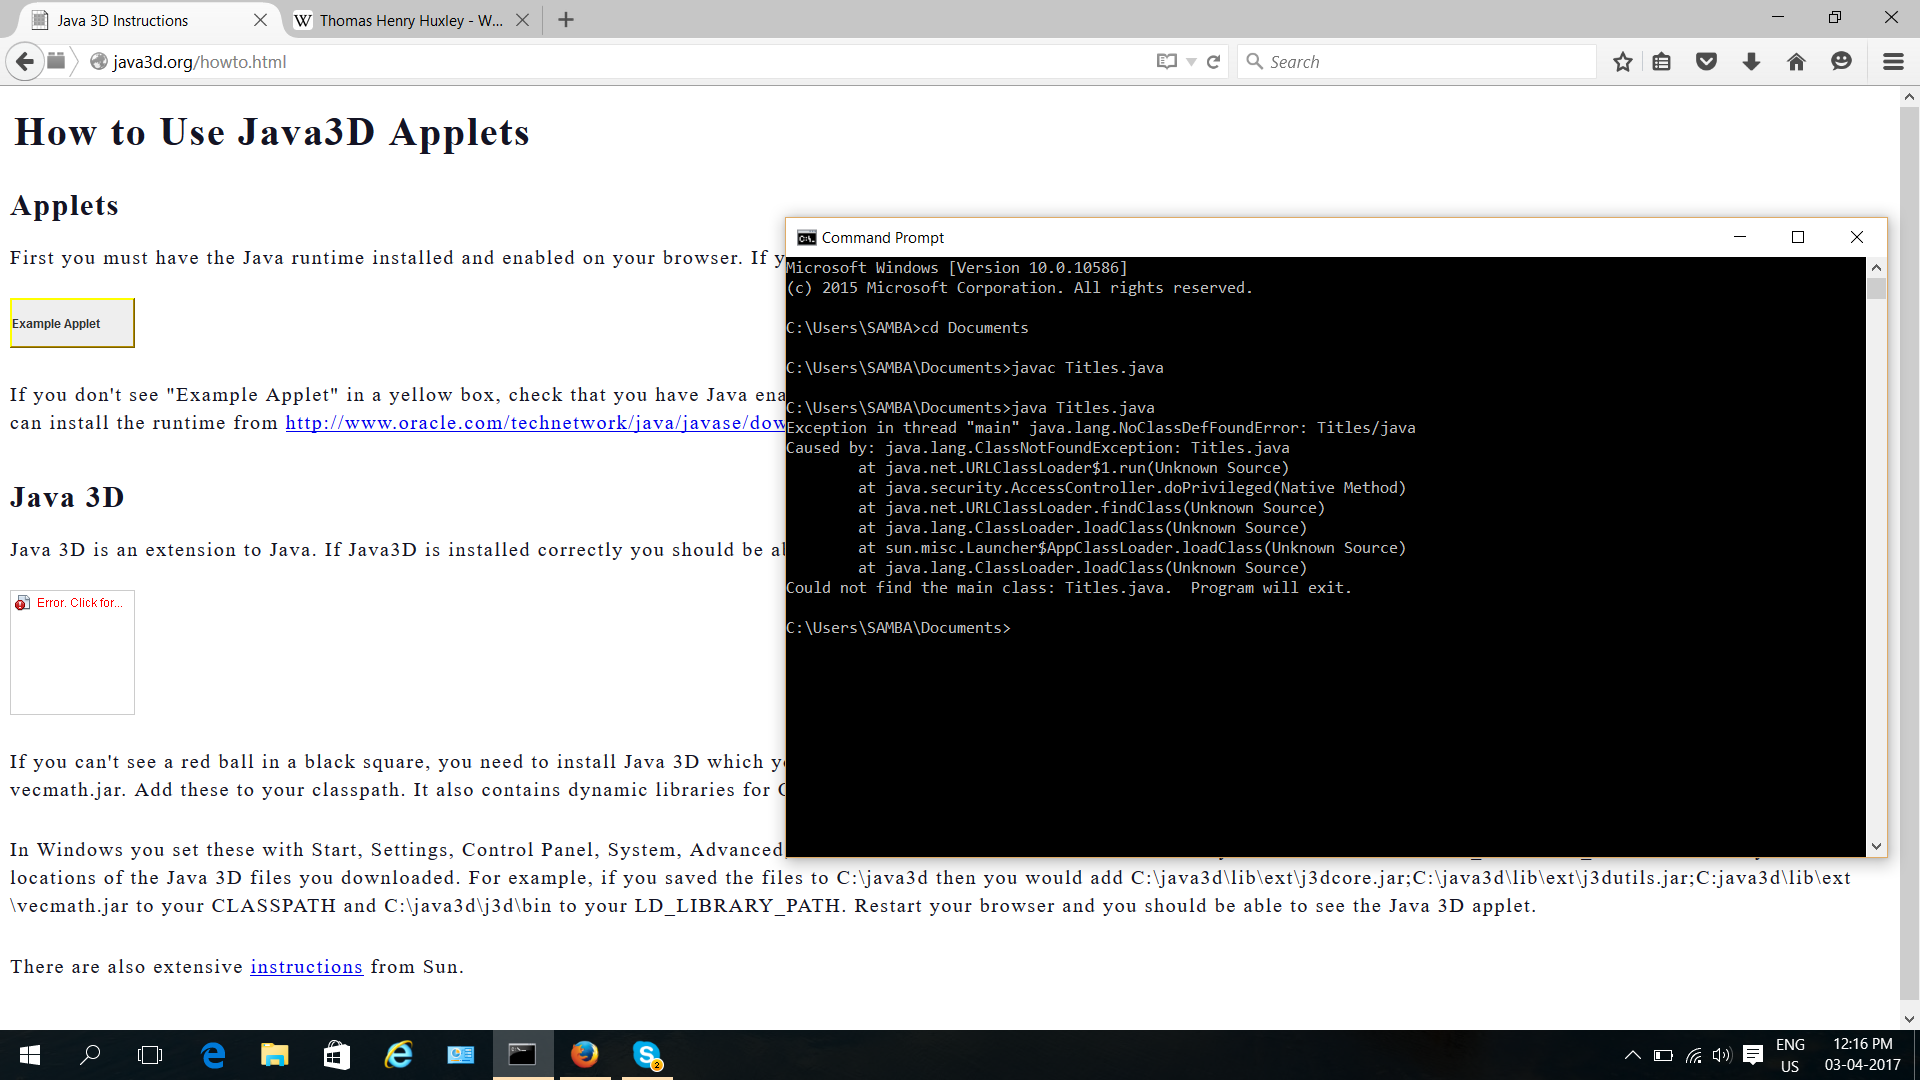 Java 3D Instructions
Thomas Henry Huxley - W...
java3d.org/howto.html
Search
How to Use Java3D Applets
Applets
First you must have the Java runtime installed and enabled on your browser. If y
Example Applet
If you don't see "Example Applet" in a yellow box, check that you have Java ena
can install the runtime from http://www.oracle.com/technetwork/java/javase/dow
Java 3D
Java 3D is an extension to Java. If Java3D is installed correctly you should be a
Error. Click for...
If you can't see a red ball in a black square, you need to install Java 3D which y
vecmath.jar. Add these to your classpath. It also contains dynamic libraries for
In Windows you set these with Start, Settings, Control Panel, System, Advanced
locations of the Java 3D files you downloaded. For example, if you saved the files to C:\java3d then you would add C:\java3d\lib\ext\j3dcore.jar;C:\java3d\lib\ext\j3dutils.jar;C:java3d\lib\ext
\vecmath.jar to your CLASSPATH and C:\java3d\j3d\bin to your LD_LIBRARY_PATH. Restart your browser and you should be able to see the Java 3D applet.
There are also extensive instructions from Sun.
Command Prompt
Microsoft Windows [Version 10.0.10586]
(c) 2015 Microsoft Corporation. All rights reserved.
C:\Users\SAMBA>cd Documents
C:\Users\SAMBA\Documents>javac Titles.java
C:\Users\SAMBA\Documents>java Titles.java
Exception in thread "main" java.lang.NoClassDefFoundError: Titles/java
Caused by: java.lang.ClassNotFoundException: Titles.java
at java.net.URLClassLoader$1.run(Unknown Source)
at java.security.AccessController.doPrivileged(Native Method)
at java.net.URLClassLoader.findClass(Unknown Source)
at java.lang.ClassLoader.loadClass(Unknown Source)
at sun.misc.Launcher$AppClassLoader.loadClass(Unknown Source)
at java.lang.ClassLoader.loadClass(Unknown Source)
Could not find the main class: Titles.java.  Program will exit.
C:\Users\SAMBA\Documents>
2
ENG
US
12:16 PM
03-04-2017